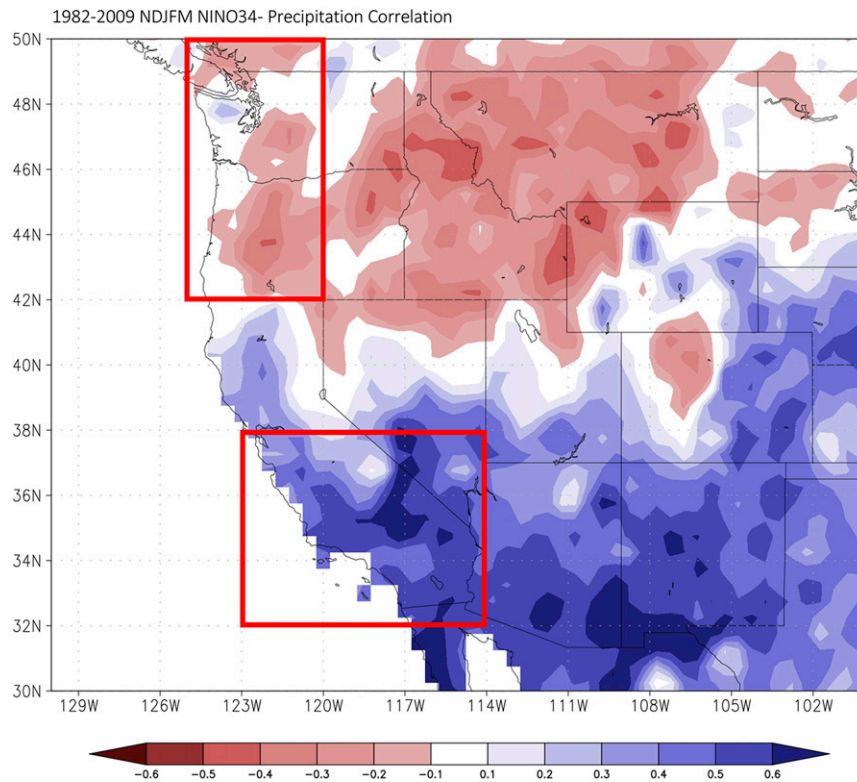 1982-2009 NDJFM NINO34- Precipitation Correlation
50N
48N
46N
44N
42N
40N
38N
36N
34N
32N
30N
129W 126W 123W 120W 117W 114W 111W 108W 105W 102W
-0.6 -0.5 -0.4 -0.3 -0.2 -0.1 0.1 0.2 0.3 0.4 0.5 0.6